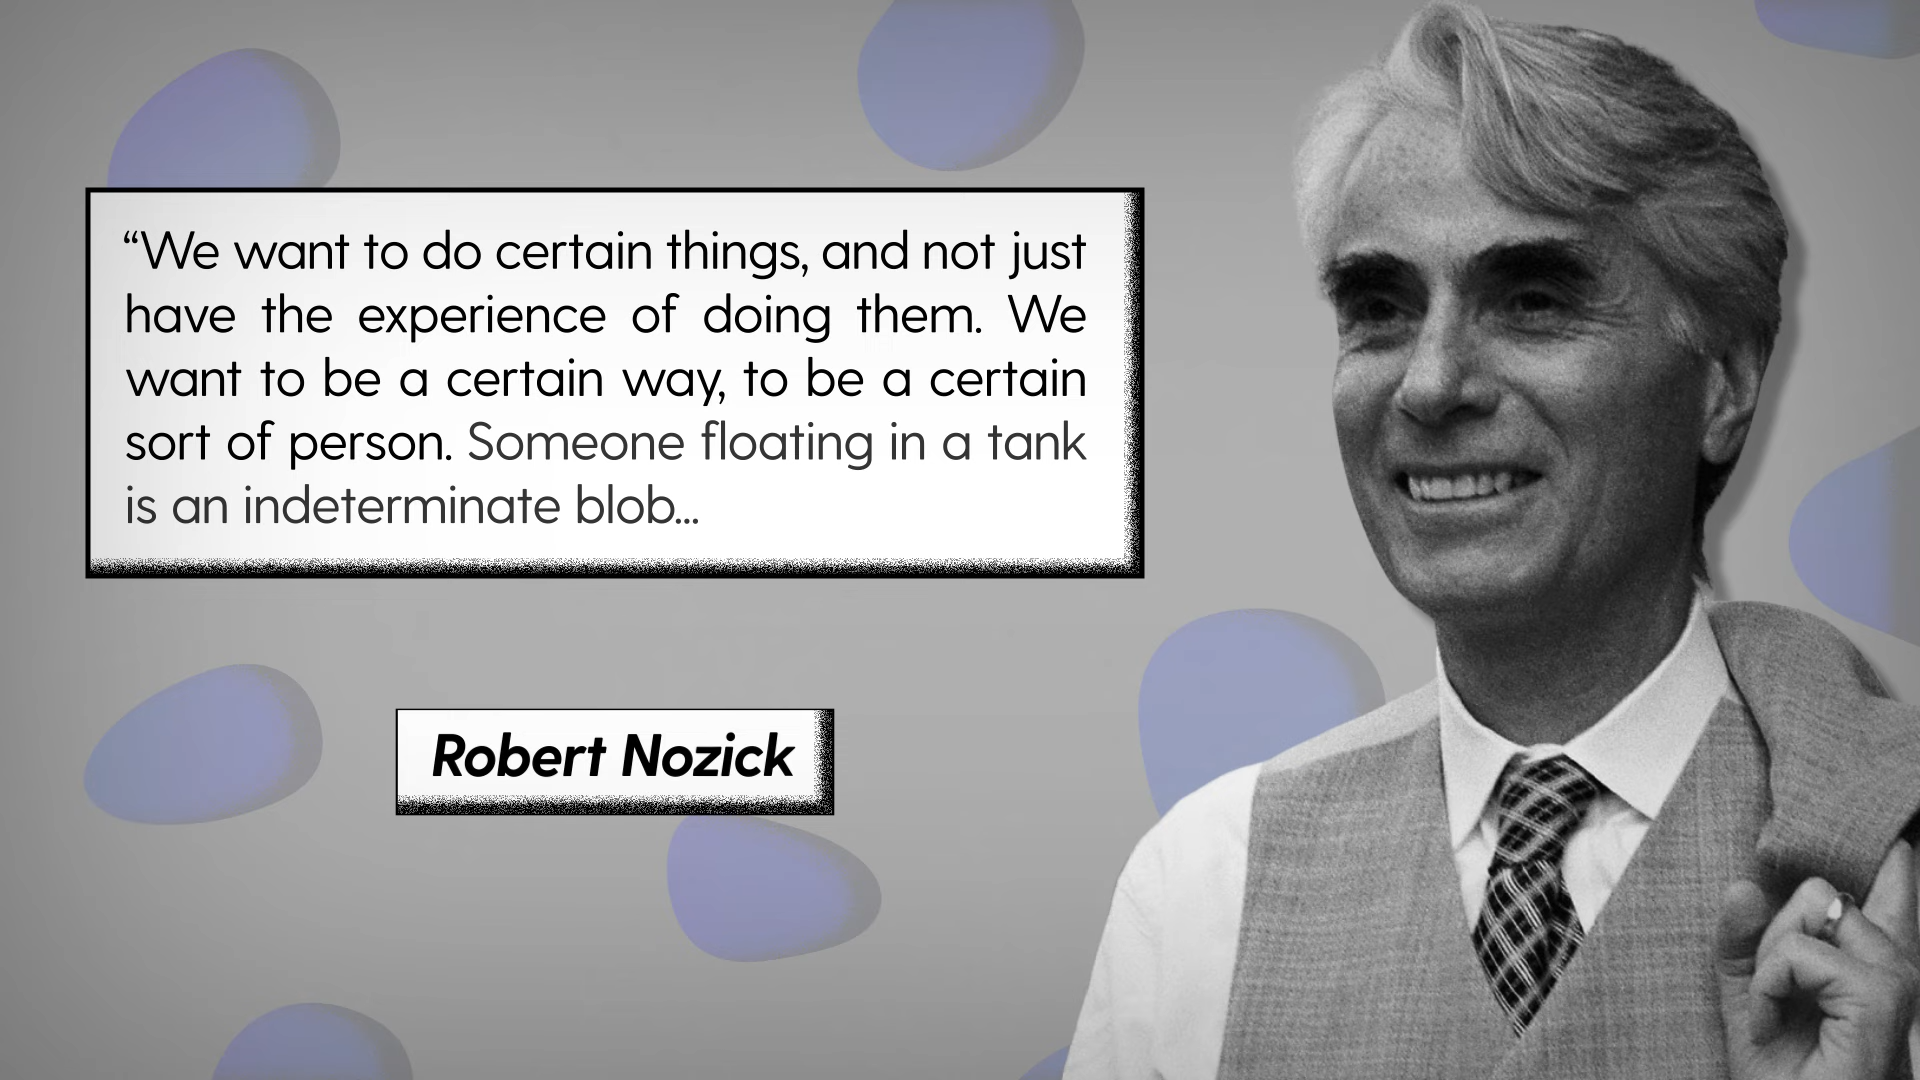 “We want to do certain things, and not just
have the experience of doing them. We
want to be a certain way, to be a certain
sort of person. Someone floating in a tank
is an indeterminate blob...
Robert Nozick